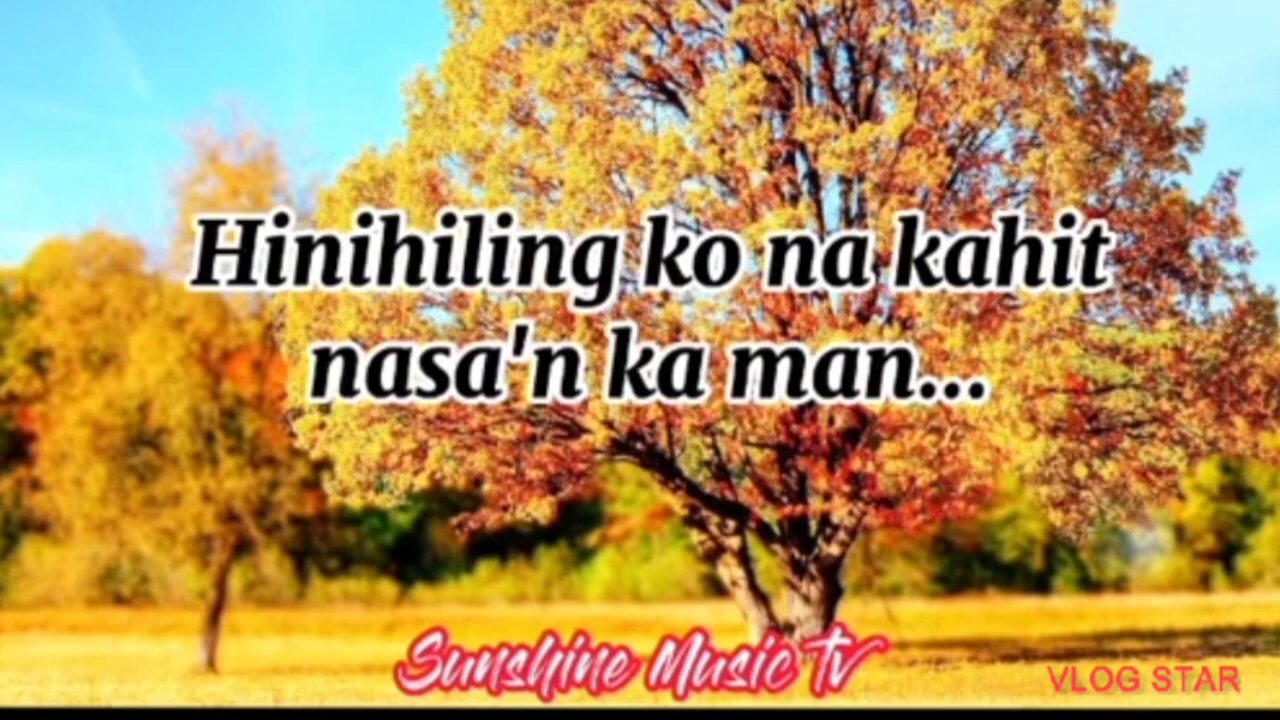 Hinihiling ko na kahit
nasa'n ka man...
Sunshine Music Tv
VLOG STAR